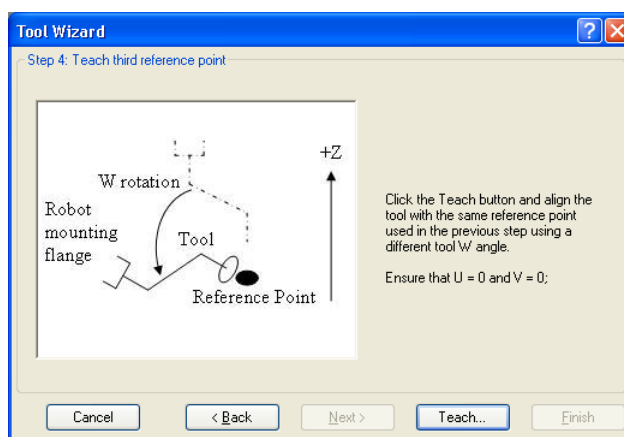 Tool Wizard
Step 4: Teach third reference point
+Z
W rotation
Robot
mounting
flange
Tool
Reference Point
Click the Teach button and align the
tool with the same reference point
used in the previous step using a
different tool W angle.
Ensure that U = 0 and V = 0;
Cancel
< Back
Next >
Teach...
Finish